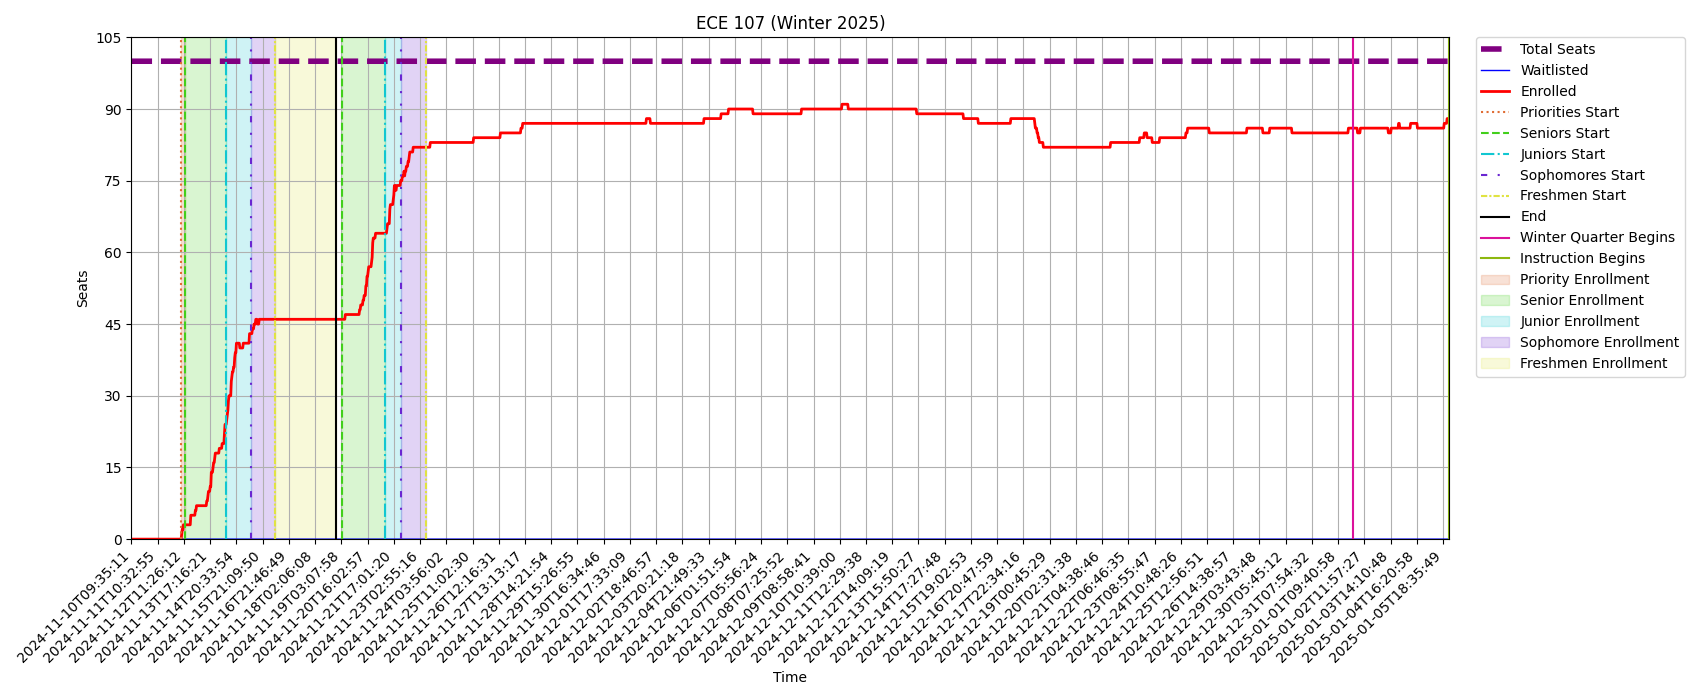 ECE 107 (Winter 2025)
105
90
75
60
45
30
15
0
Seats
2024-11-10T09:35:11
2024-11-11T10:32:55
2024-11-12T11:26:12
2024-11-13T17:16:21
2024-11-14T20:33:54
2024-11-15T21:09:50
2024-11-16T21:46:49
2024-11-18T02:06:08
2024-11-19T03:07:58
2024-11-20T16:02:57
2024-11-21T17:01:20
2024-11-23T02:55:16
2024-11-24T03:56:02
2024-11-25T11:02:30
2024-11-26T12:16:31
2024-11-27T13:13:17
2024-11-28T14:21:54
2024-11-29T15:26:55
2024-11-30T16:34:46
2024-12-01T17:33:09
2024-12-02T18:46:57
2024-12-03T20:21:18
2024-12-04T21:49:33
2024-12-06T01:51:54
2024-12-07T05:56:24
2024-12-08T07:25:52
2024-12-09T08:58:41
2024-12-10T10:39:00
2024-12-11T12:29:38
2024-12-12T14:09:19
2024-12-13T15:50:27
2024-12-14T17:27:48
2024-12-15T19:02:53
2024-12-16T20:47:59
2024-12-17T22:34:16
2024-12-19T00:45:29
2024-12-20T02:31:38
2024-12-21T04:38:46
2024-12-22T06:46:35
2024-12-23T08:55:47
2024-12-24T10:48:26
2024-12-25T12:56:51
2024-12-26T14:38:57
2024-12-29T03:43:48
2024-12-30T05:45:12
2024-12-31T07:54:32
2025-01-01T09:40:58
2025-01-02T11:57:27
2025-01-03T14:10:48
2025-01-04T16:20:58
2025-01-05T18:35:49
Time
Total Seats
Waitlisted
Enrolled
Priorities Start
Seniors Start
Juniors Start
Sophomores Start
Freshmen Start
End
Winter Quarter Begins
Instruction Begins
Priority Enrollment
Senior Enrollment
Junior Enrollment
Sophomore Enrollment
Freshmen Enrollment